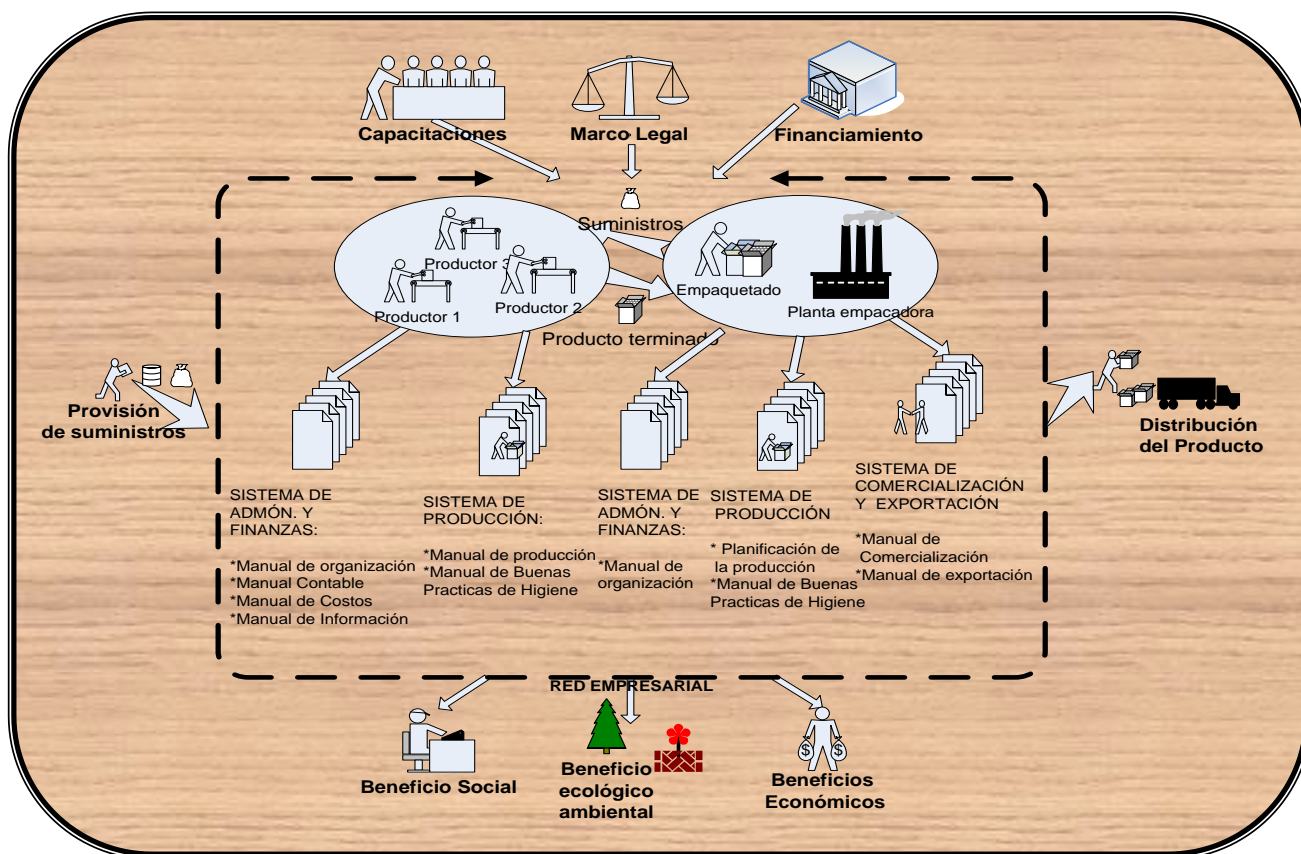 Capacitaciones
Marco Legal
Financiamiento
Suministros
Productor 3
Productor 1
Productor 2
Empaquetado
Planta empacadora
Producto terminado
Provisión
de suministros
Distribución
del Producto
SISTEMA DE
ADMÓN. Y
FINANZAS:
*Manual de organización
*Manual Contable
*Manual de Costos
*Manual de Información
SISTEMA DE
PRODUCCIÓN:
*Manual de producción
*Manual de Buenas
Practicas de Higiene
SISTEMA DE
ADMÓN. Y
FINANZAS:
*Manual de
organización
SISTEMA DE
PRODUCCIÓN
* Planificación de
la producción
*Manual de Buenas
Practicas de Higiene
SISTEMA DE
COMERCIALIZACIÓN
Y EXPORTACIÓN
*Manual de
Comercialización
*Manual de exportación
RED EMPRESARIAL
Beneficio Social
Beneficio
ecológico
ambiental
$ $
Beneficios
Económicos